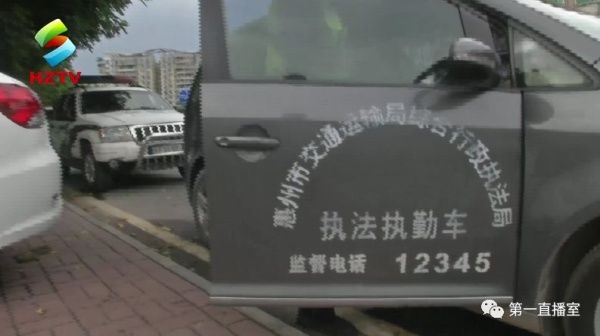 HZTV
惠州市交通运输局综合行政执法局
执法执勤车
监督电话 12345
第一直播室